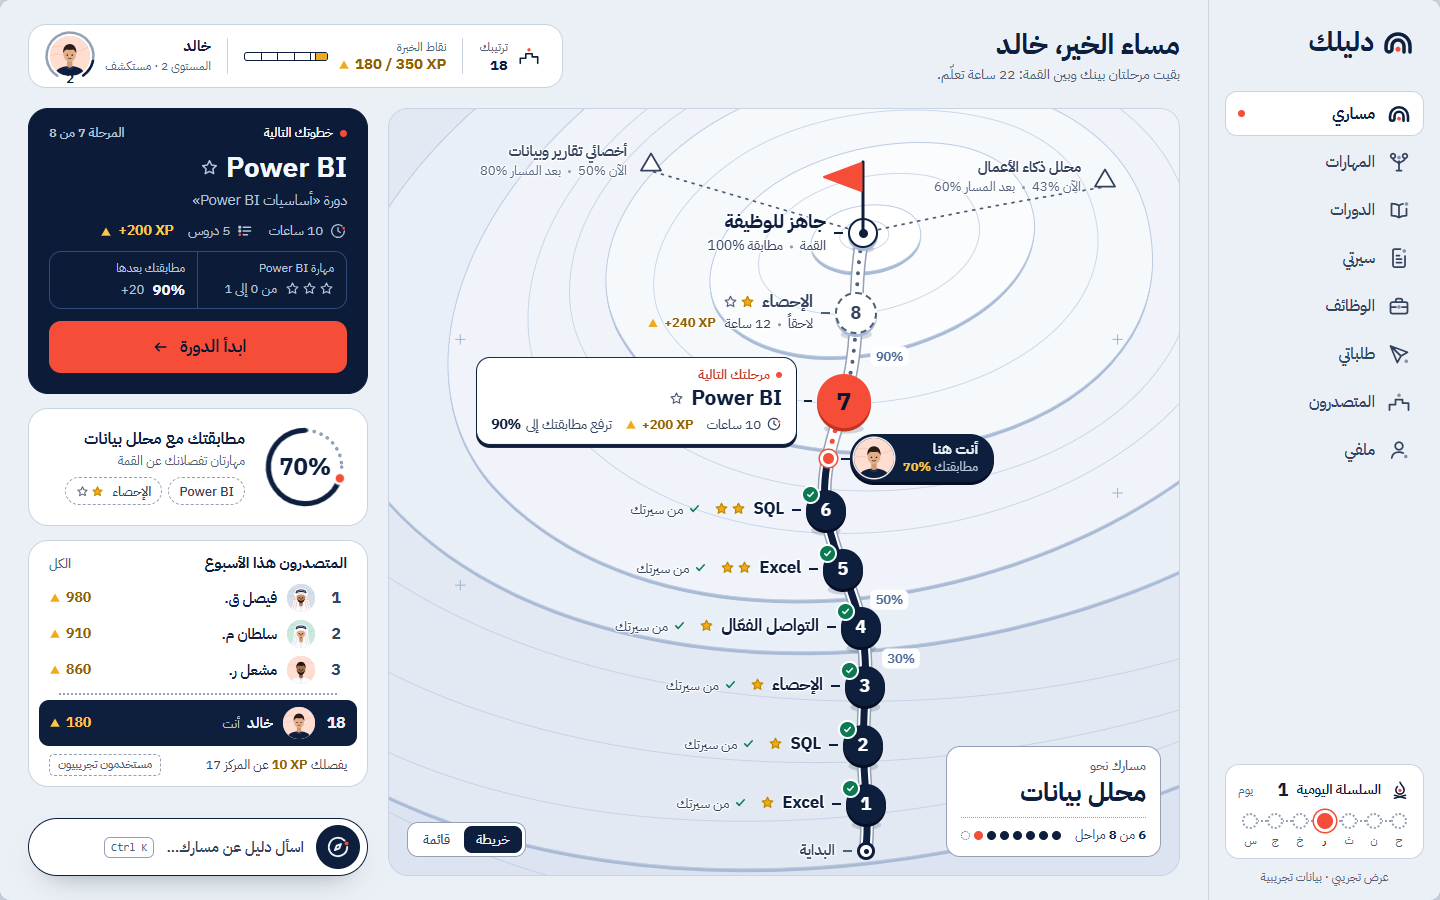 دليلك
مساري
المهارات
الدورات
سيرتي
الوظائف
طلباتي
المتصدرون
ملفي
السلسلة اليومية 1 يوم
ح ن ث ر خ ج س
عرض تجريبي · بيانات تجريبية
مساء الخير، خالد
بقيت مرحلتان بينك وبين القمة: 22 ساعة تعلّم.
ترتيبك
18
نقاط الخبرة
180 / 350 XP
خالد
المستوى 2 · مستكشف
2
محلل ذكاء الأعمال
الآن 43% • بعد المسار 60%
أخصائي تقارير وبيانات
الآن 50% • بعد المسار 80%
جاهز للوظيفة
القمة • مطابقة 100%
8
الإحصاء
لاحقاً • 12 ساعة +240 XP
90%
7
مرحلتك التالية
Power BI
10 ساعات +200 XP ترفع مطابقتك إلى 90%
أنت هنا
مطابقتك 70%
6 SQL من سيرتك
5 Excel من سيرتك
50%
4 التواصل الفعّال من سيرتك
30%
3 الإحصاء من سيرتك
2 SQL من سيرتك
1 Excel من سيرتك
البداية
مسارك نحو
محلل بيانات
6 من 8 مراحل
خريطة قائمة
خطوتك التالية المرحلة 7 من 8
Power BI
دورة «أساسيات Power BI»
10 ساعات 5 دروس +200 XP
مهارة Power BI
من 0 إلى 1
مطابقتك بعدها
90% +20
ابدأ الدورة ←
70%
مطابقتك مع محلل بيانات
مهارتان تفصلانك عن القمة
Power BI الإحصاء
المتصدرون هذا الأسبوع الكل
1 فيصل ق. 980
2 سلطان م. 910
3 مشعل ر. 860
18 خالد أنت 180
يفصلك 10 XP عن المركز 17 مستخدمون تجريبيون
اسأل دليل عن مسارك... Ctrl K